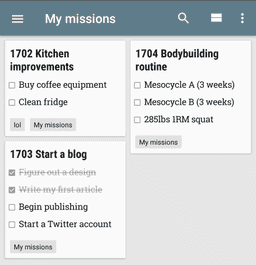 My missions
1702 Kitchen
improvements
Buy coffee equipment
Clean fridge
lol
My missions
1703 Start a blog
Figure out a design
Write my first article
Begin publishing
Start a Twitter account
My missions
1704 Bodybuilding
routine
Mesocycle A (3 weeks)
Mesocycle B (3 weeks)
285lbs 1RM squat
My missions